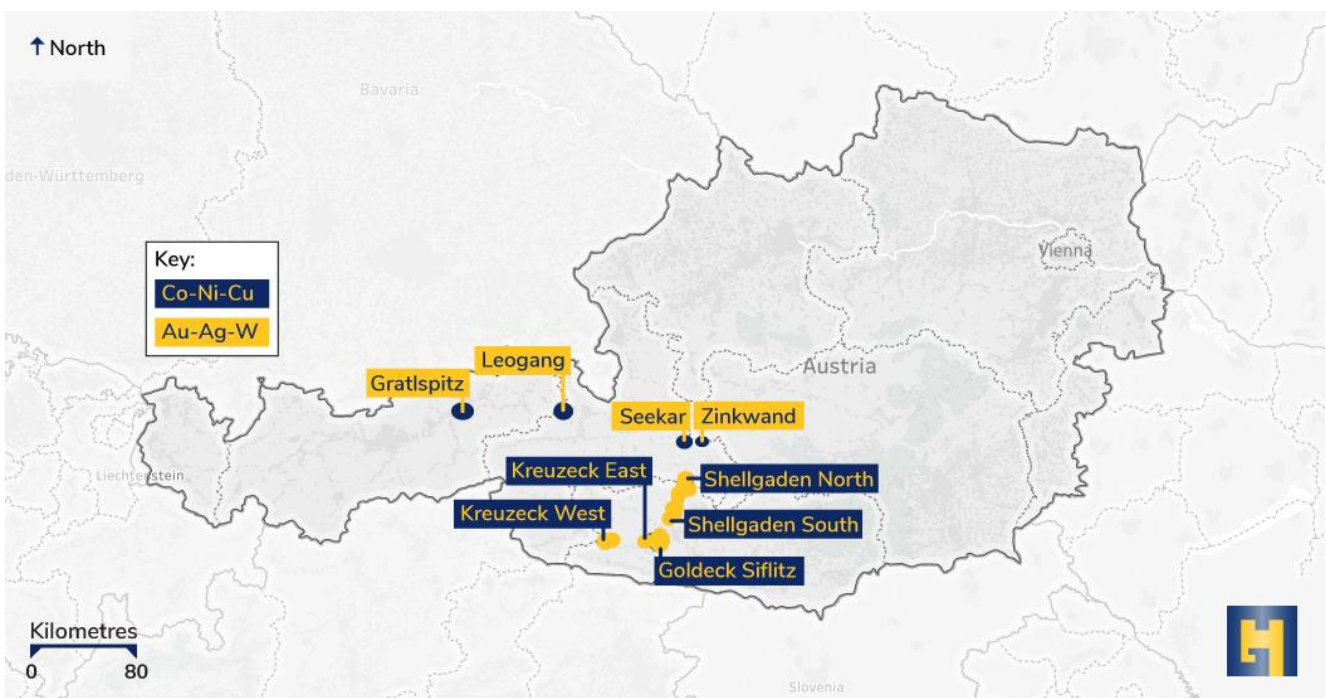 ↑ North
Bavaria
den-Württemberg
Key:
Co-Ni-Cu
Au-Ag-W
Vienna
Leogang
Gratlspitz
Austria
Seekar
Zinkwand
Liechtenstein
Kreuzeck East
Shellgaden North
Kreuzeck West
Shellgaden South
Goldeck Siflitz
Kilometres
0 80
Slovenia